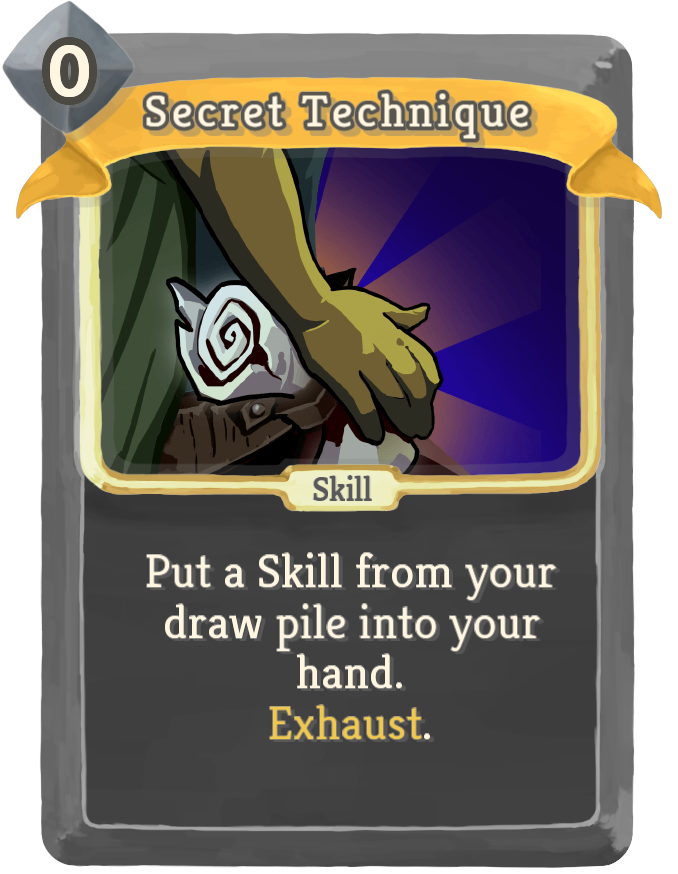 0
Secret Technique
Skill
Put a Skill from your
draw pile into your
hand.
Exhaust.